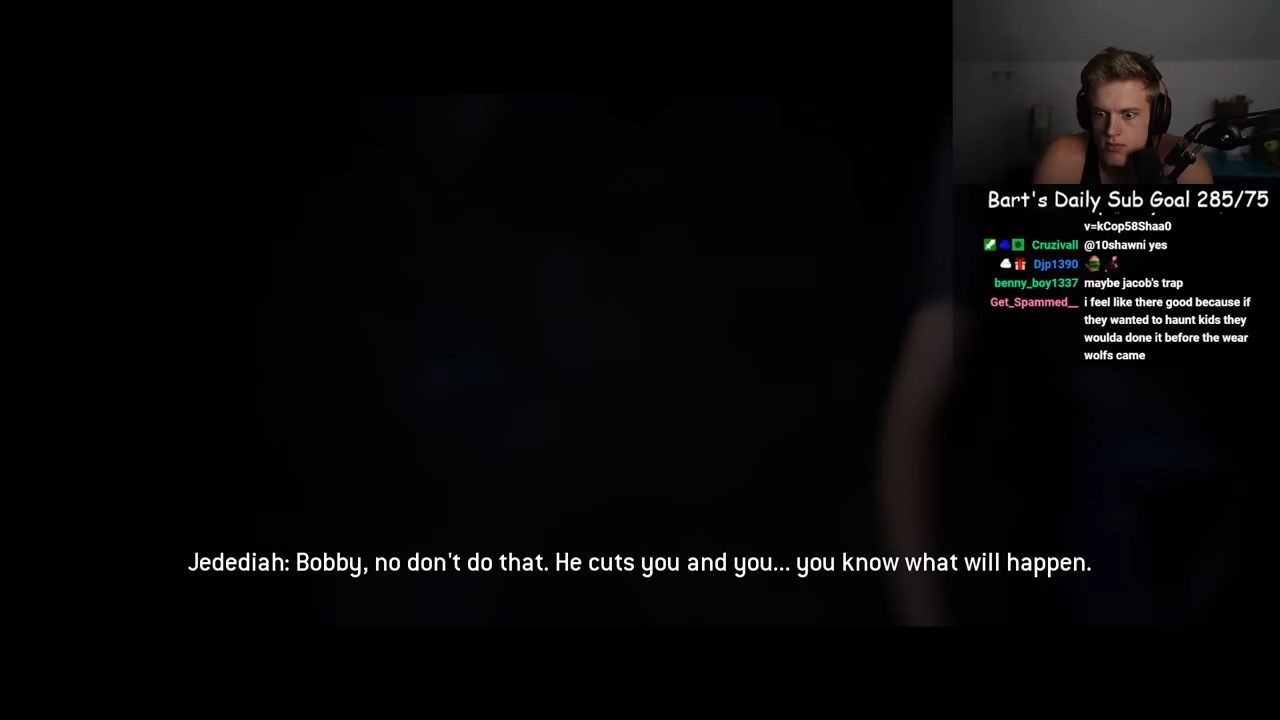 Bart's Daily Sub Goal 285/75
v=kCop58Shaa0
Cruzivall @10shawni yes
Djp1390
benny_boy1337 maybe jacob's trap
Get_Spammed__ i feel like there good because if
they wanted to haunt kids they
woulda done it before the wear
wolfs came
Jedediah: Bobby, no don't do that. He cuts you and you... you know what will happen.